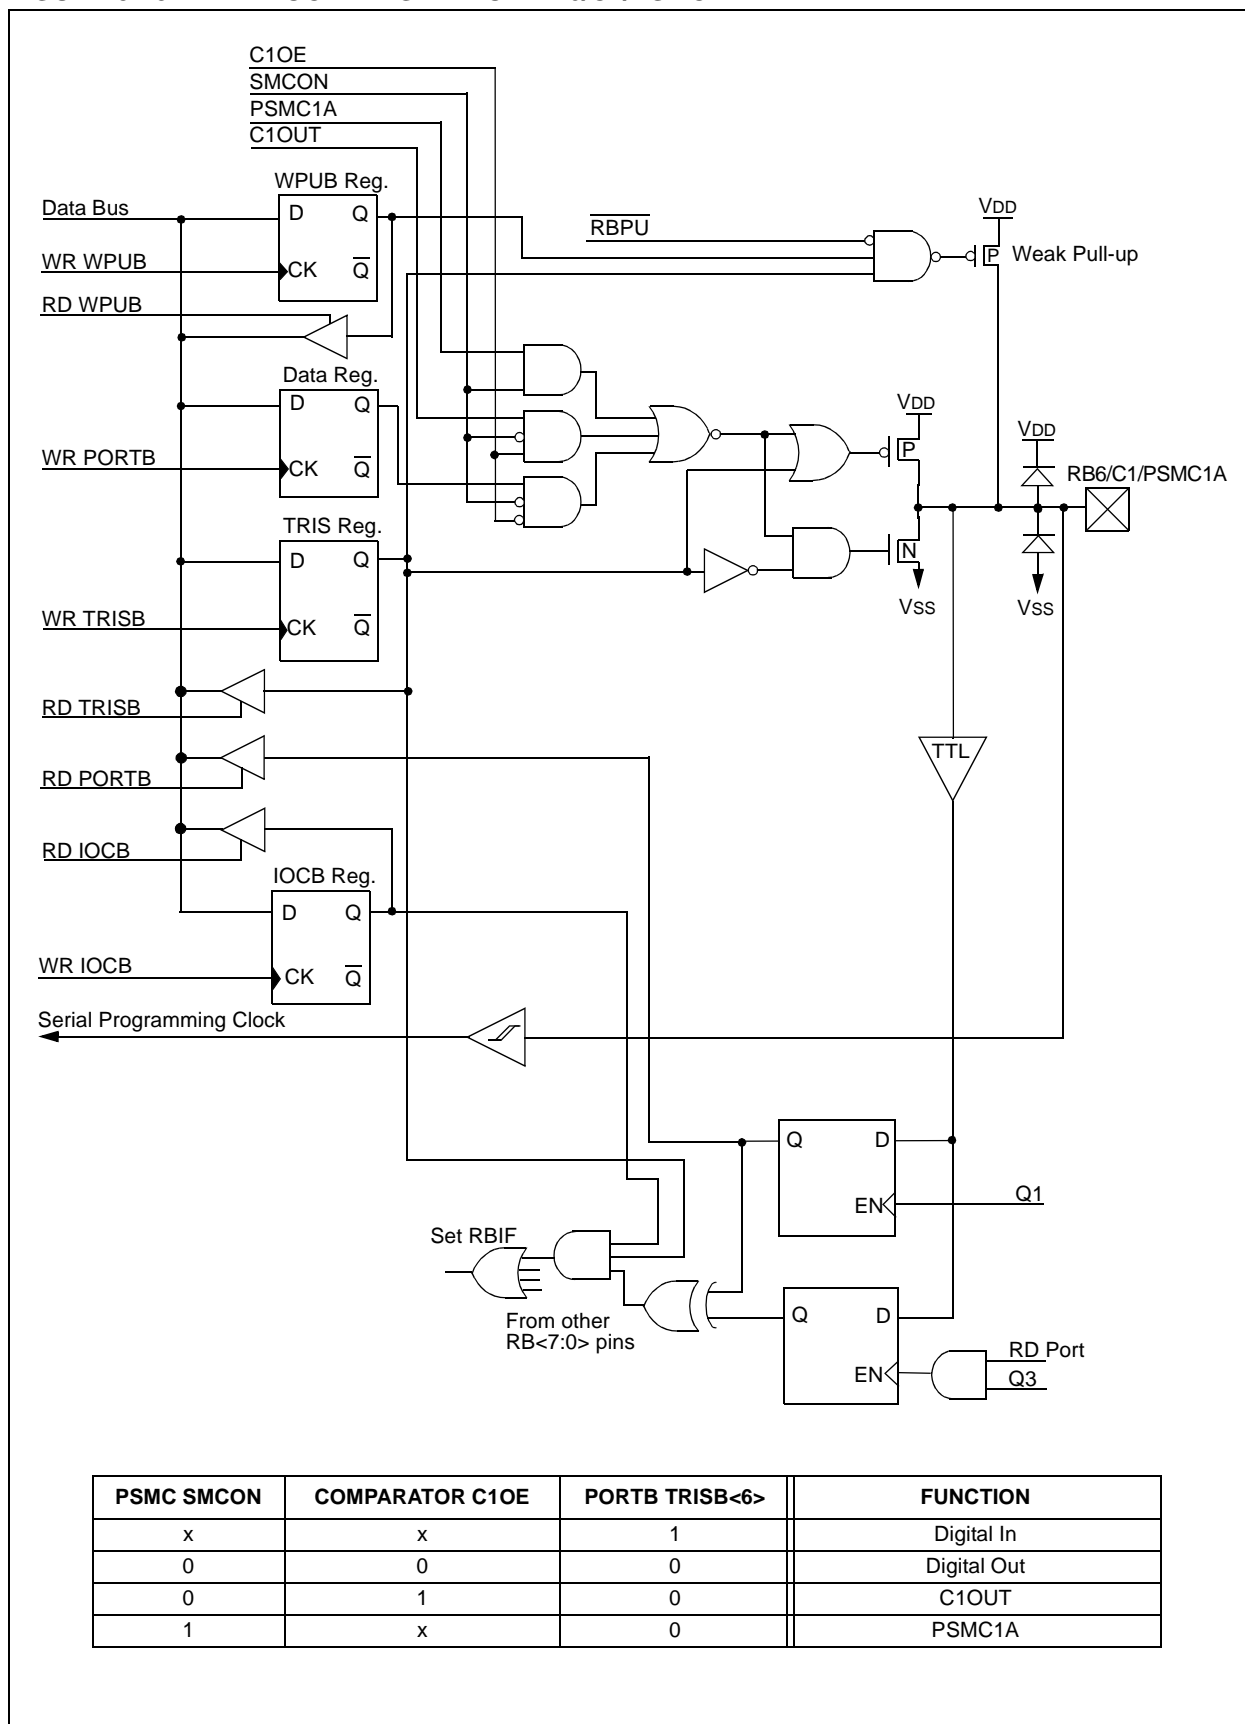 C1OE
SMCON
PSMC1A
C1OUT
WPUB Reg.
Data Bus
D Q
RBPU
VDD
WR WPUB
CK Q
P
Weak Pull-up
RD WPUB
Data Reg.
D Q
VDD
VDD
WR PORTB
CK Q
P
RB6/C1/PSMC1A
TRIS Reg.
D Q
N
VSS
VSS
WR TRISB
CK Q
RD TRISB
TTL
RD PORTB
RD IOCB
IOCB Reg.
D Q
WR IOCB
CK Q
Serial Programming Clock
Q D
EN
Q1
Set RBIF
From other
RB<7:0> pins
Q D
RD Port
EN
Q3
PSMC SMCON COMPARATOR C1OE PORTB TRISB<6> FUNCTION
x x 1 Digital In
0 0 0 Digital Out
0 1 0 C1OUT
1 x 0 PSMC1A